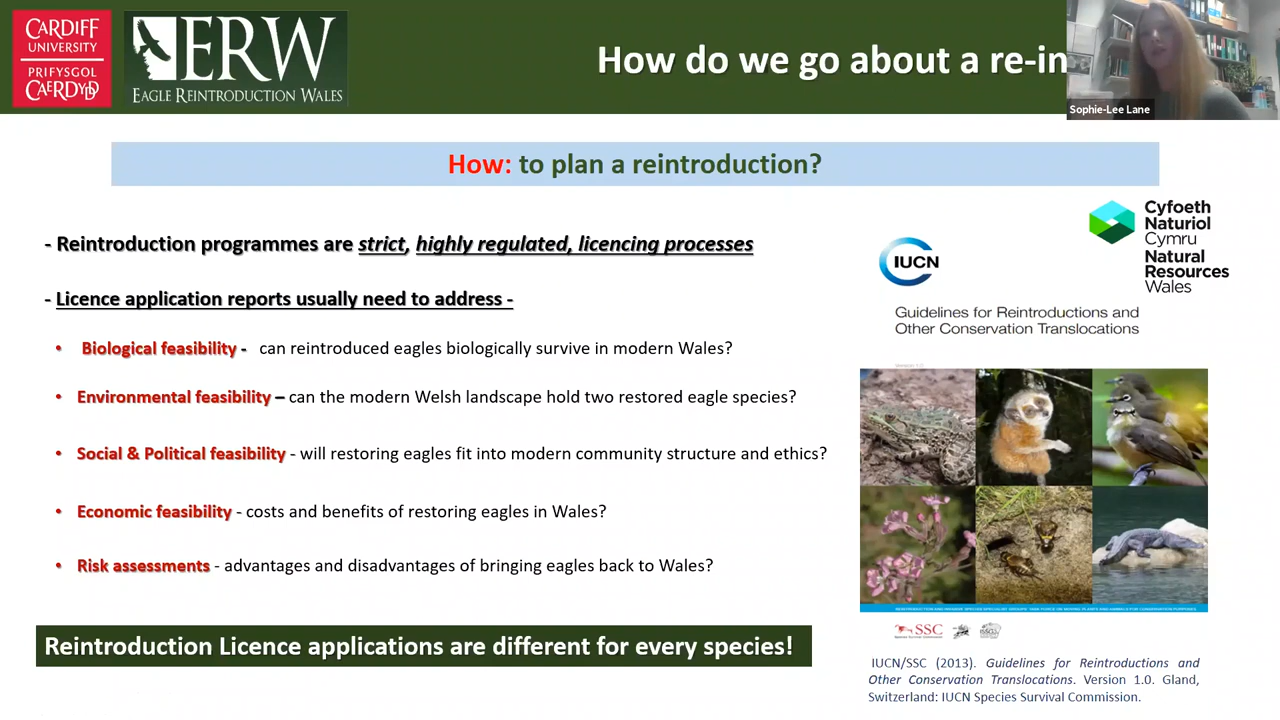 CARDIFF
UNIVERSITY
PRIFYSGOL
CAERDYDD
ERW
EAGLE REINTRODUCTION WALES
How do we go about a re-in
Sophie-Lee Lane
How: to plan a reintroduction?
- Reintroduction programmes are strict, highly regulated, licencing processes
- Licence application reports usually need to address -
• Biological feasibility - can reintroduced eagles biologically survive in modern Wales?
• Environmental feasibility – can the modern Welsh landscape hold two restored eagle species?
• Social & Political feasibility - will restoring eagles fit into modern community structure and ethics?
• Economic feasibility - costs and benefits of restoring eagles in Wales?
• Risk assessments - advantages and disadvantages of bringing eagles back to Wales?
Reintroduction Licence applications are different for every species!
Cyfoeth
Naturiol
Cymru
Natural
Resources
Wales
IUCN
Guidelines for Reintroductions and
Other Conservation Translocations
Version 1.0
SSC
IUCN/SSC (2013). Guidelines for Reintroductions and
Other Conservation Translocations. Version 1.0. Gland,
Switzerland: IUCN Species Survival Commission.